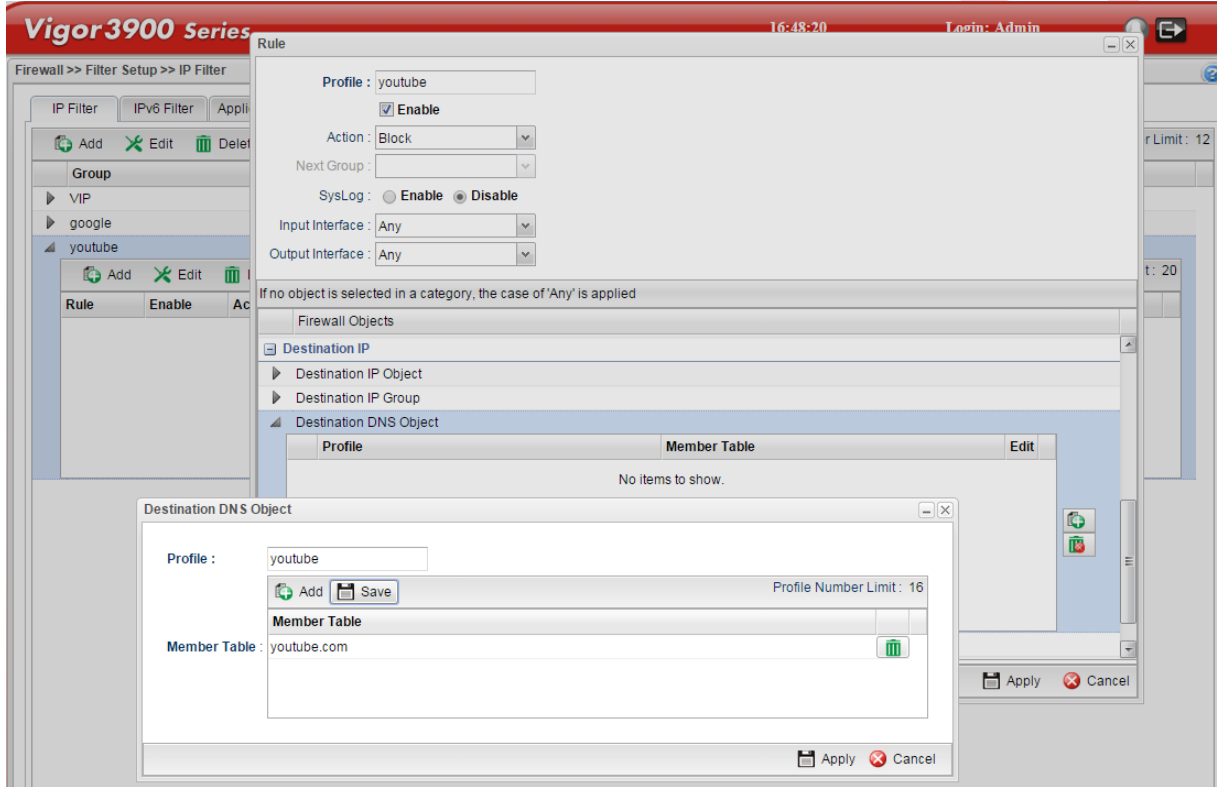 Vigor3900 Series
16:48:20
Login: Admin
Rule
Firewall >> Filter Setup >> IP Filter
Profile : youtube
IP Filter
IPv6 Filter
Enable
Add
Edit
Action : Block
r Limit : 12
Group
Next Group :
VIP
SysLog : Enable Disable
google
Input Interface : Any
youtube
Output Interface : Any
Add
Edit
t : 20
If no object is selected in a category, the case of 'Any' is applied
Rule
Enable
Firewall Objects
Destination IP
Destination IP Object
Destination IP Group
Destination DNS Object
Profile
Member Table
Edit
No items to show.
Destination DNS Object
Profile :
youtube
Add
Save
Profile Number Limit : 16
Member Table
Member Table : youtube.com
Apply
Cancel
Apply
Cancel